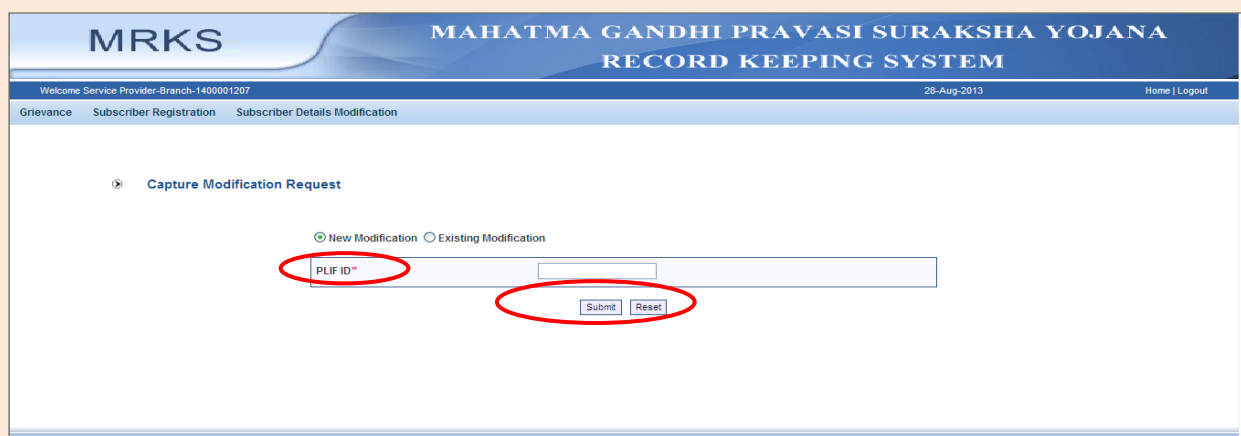 MRKS
MAHATMA GANDHI PRAVASI SURAKSHA YOJANA
RECORD KEEPING SYSTEM
Welcome Service Provider-Branch-1400001207 28-Aug-2013 Home | Logout
Grievance Subscriber Registration Subscriber Details Modification
Capture Modification Request
New Modification Existing Modification
PLIF ID*
Submit Reset